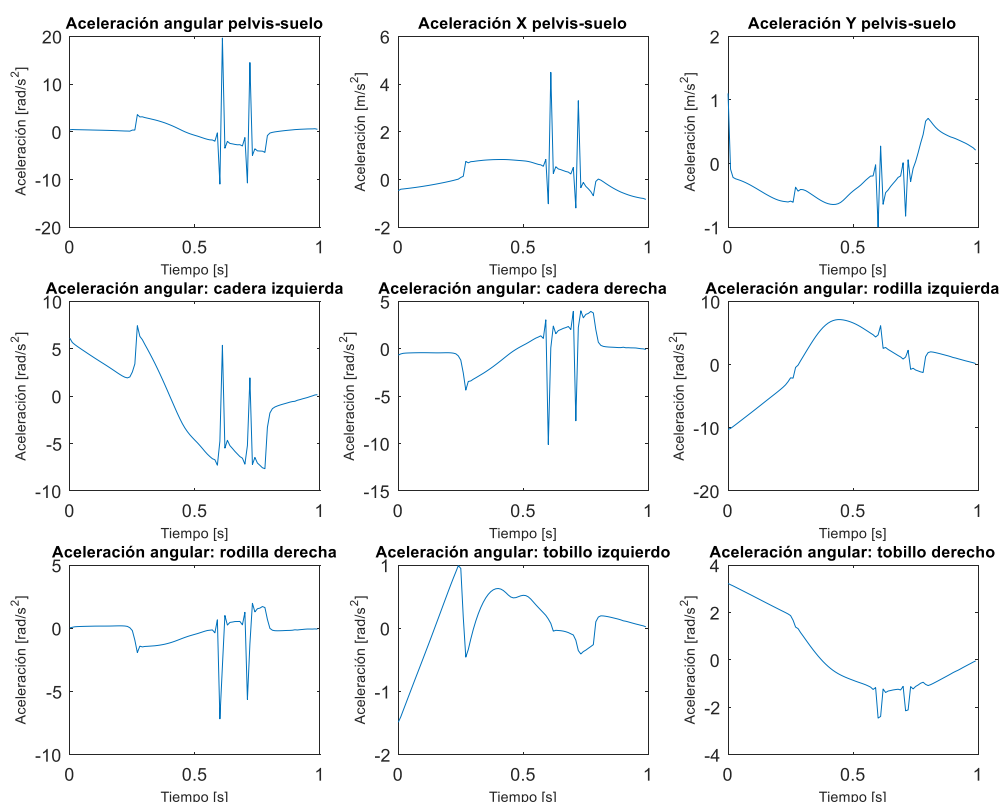 Aceleración angular pelvis-suelo
Aceleración X pelvis-suelo
Aceleración Y pelvis-suelo
Aceleración [rad/s²]
20
10
0
-10
-20
0
0.5
1
Tiempo [s]
Aceleración [m/s²]
6
4
2
0
-2
0
0.5
1
Tiempo [s]
Aceleración [m/s²]
2
1
0
-1
0
0.5
1
Tiempo [s]
Aceleración angular: cadera izquierda
Aceleración angular: cadera derecha
Aceleración angular: rodilla izquierda
Aceleración [rad/s²]
10
5
0
-5
-10
0
0.5
1
Tiempo [s]
Aceleración [rad/s²]
5
0
-5
-10
-15
0
0.5
1
Tiempo [s]
Aceleración [rad/s²]
10
0
-10
-20
0
0.5
1
Tiempo [s]
Aceleración angular: rodilla derecha
Aceleración angular: tobillo izquierdo
Aceleración angular: tobillo derecho
Aceleración [rad/s²]
5
0
-5
-10
0
0.5
1
Tiempo [s]
Aceleración [rad/s²]
1
0
-1
-2
0
0.5
1
Tiempo [s]
Aceleración [rad/s²]
4
2
0
-2
-4
0
0.5
1
Tiempo [s]